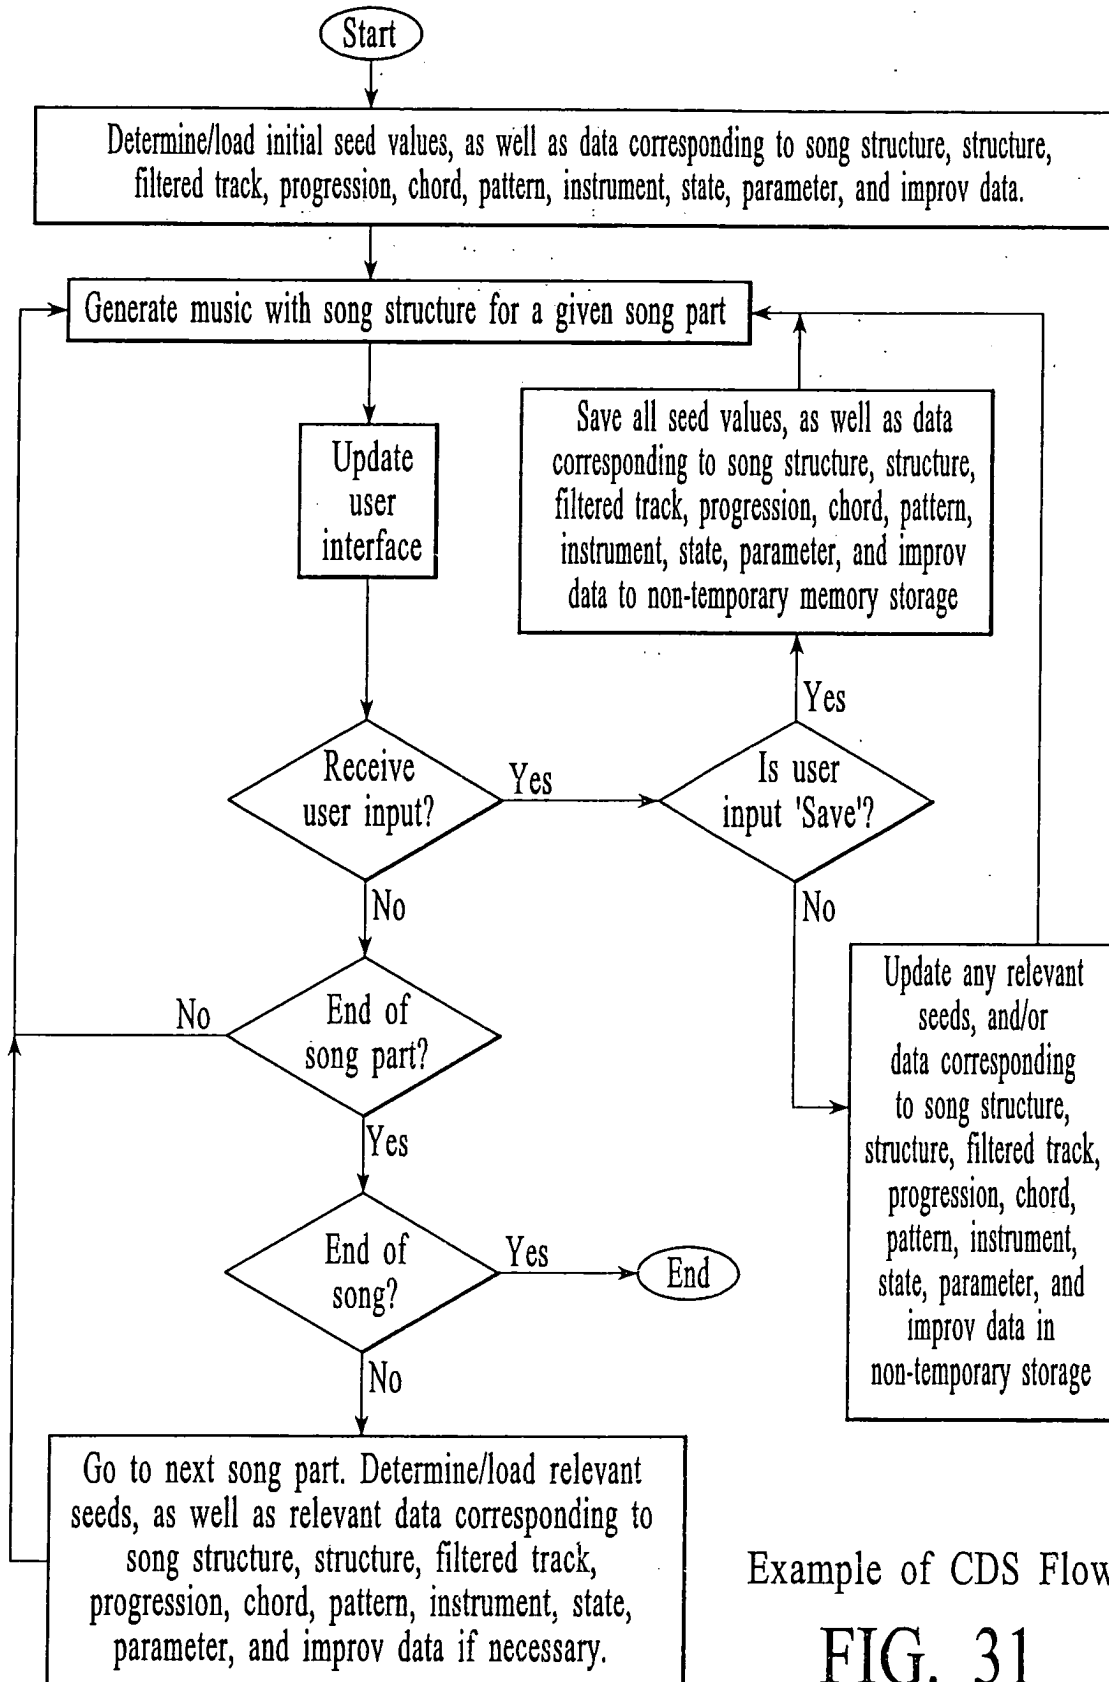 Start
Determine/load initial seed values, as well as data corresponding to song structure, structure,
filtered track, progression, chord, pattern, instrument, state, parameter, and improv data.
Generate music with song structure for a given song part
Update
user
interface
Save all seed values, as well as data
corresponding to song structure, structure,
filtered track, progression, chord, pattern,
instrument, state, parameter, and improv
data to non-temporary memory storage
Yes
Receive
user input?
Yes
Is user
input 'Save'?
No
No
Update any relevant
seeds, and/or
data corresponding
to song structure,
structure, filtered track,
progression, chord,
pattern, instrument,
state, parameter, and
improv data in
non-temporary storage
No
End of
song part?
Yes
End of
song?
Yes
End
No
Go to next song part. Determine/load relevant
seeds, as well as relevant data corresponding to
song structure, structure, filtered track,
progression, chord, pattern, instrument, state,
parameter, and improv data if necessary.
Example of CDS Flow
FIG. 31